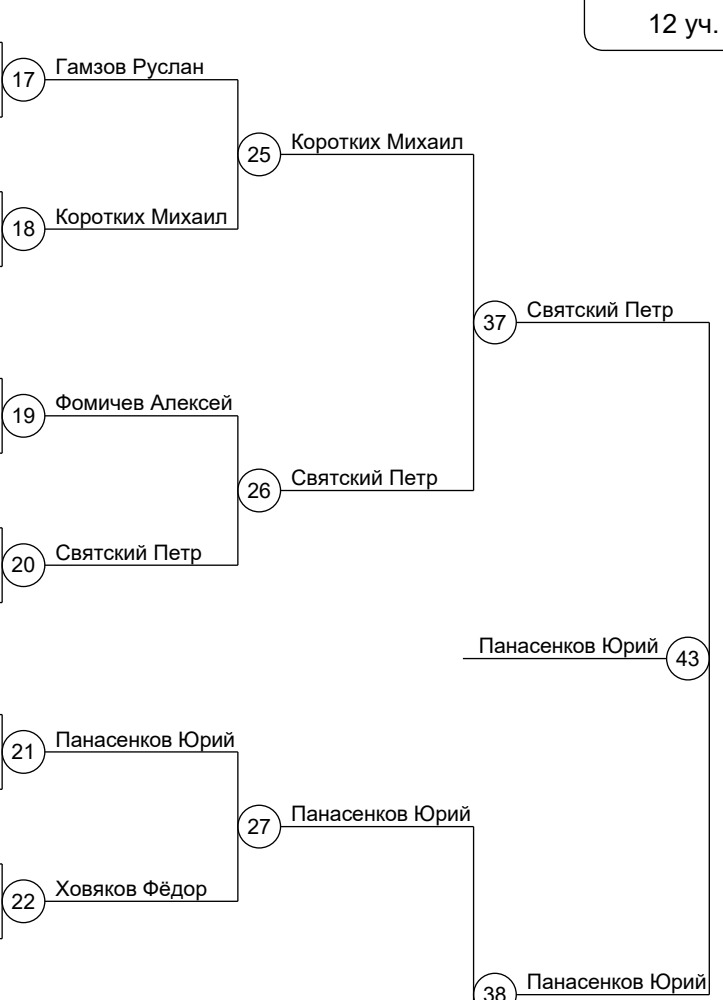 12 уч.
17 Гамзов Руслан
25 Коротких Михаил
18 Коротких Михаил
37 Святский Петр
19 Фомичев Алексей
26 Святский Петр
20 Святский Петр
Панасенков Юрий 43
21 Панасенков Юрий
27 Панасенков Юрий
22 Ховяков Фёдор
38 Панасенков Юрий